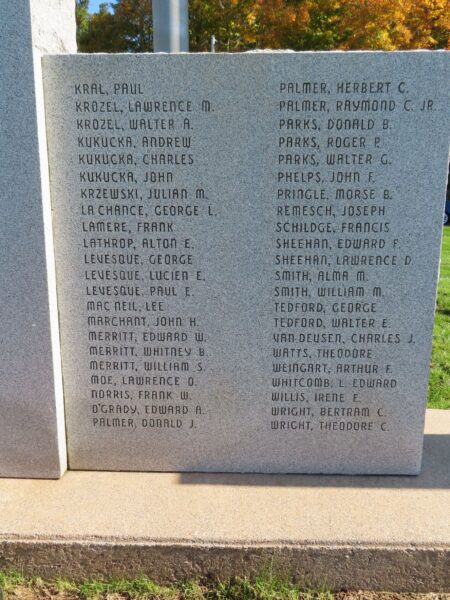 KRAL, PAUL
KROZEL, LAWRENCE M.
KROZEL, WALTER A.
KUKUCKA, ANDREW
KUKUCKA, CHARLES
KUKUCKA, JOHN
KRZEWSKI, JULIAN M.
LA CHANCE, GEORGE L.
LAMERE, FRANK
LATHROP, ALTON E.
LEVESQUE, GEORGE
LEVESQUE, LUCIEN E.
LEVESQUE, PAUL E.
MAC NEIL, LEE
MARCHANT, JOHN H.
MERRITT, EDWARD W.
MERRITT, WHITNEY B.
MERRITT, WILLIAM S.
MOE, LAWRENCE O.
NORRIS, FRANK W.
O'GRADY, EDWARD A.
PALMER, DONALD J.
PALMER, HERBERT C.
PALMER, RAYMOND C. JR.
PARKS, DONALD B.
PARKS, ROGER P.
PARKS, WALTER G.
PHELPS, JOHN F.
PRINGLE, MORSE B.
REMESCH, JOSEPH
SCHILDGE, FRANCIS
SHEEHAN, EDWARD F.
SHEEHAN, LAWRENCE D.
SMITH, ALMA M.
SMITH, WILLIAM M.
TEDFORD, GEORGE
TEDFORD, WALTER E.
VAN DEUSEN, CHARLES J.
WATTS, THEODORE
WEINGART, ARTHUR F.
WHITCOMB, L. EDWARD
WILLIS, IRENE E.
WRIGHT, BERTRAM C.
WRIGHT, THEODORE C.